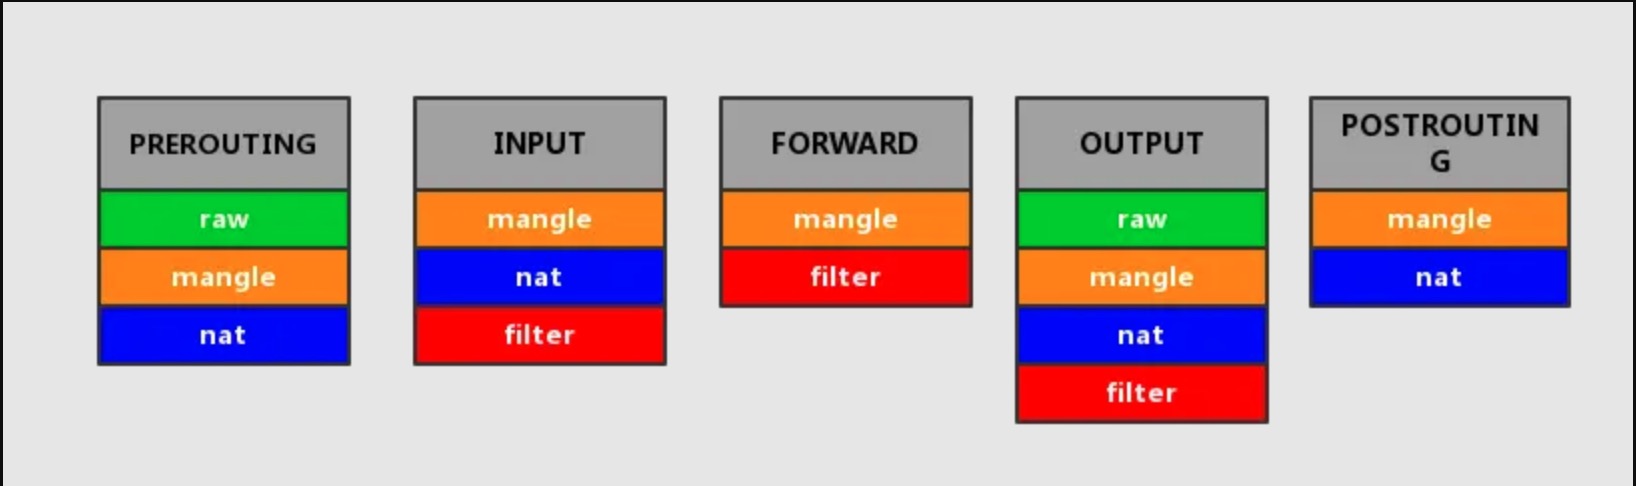 PREROUTING
raw
mangle
nat
INPUT
mangle
nat
filter
FORWARD
mangle
filter
OUTPUT
raw
mangle
nat
filter
POSTROUTIN
G
mangle
nat